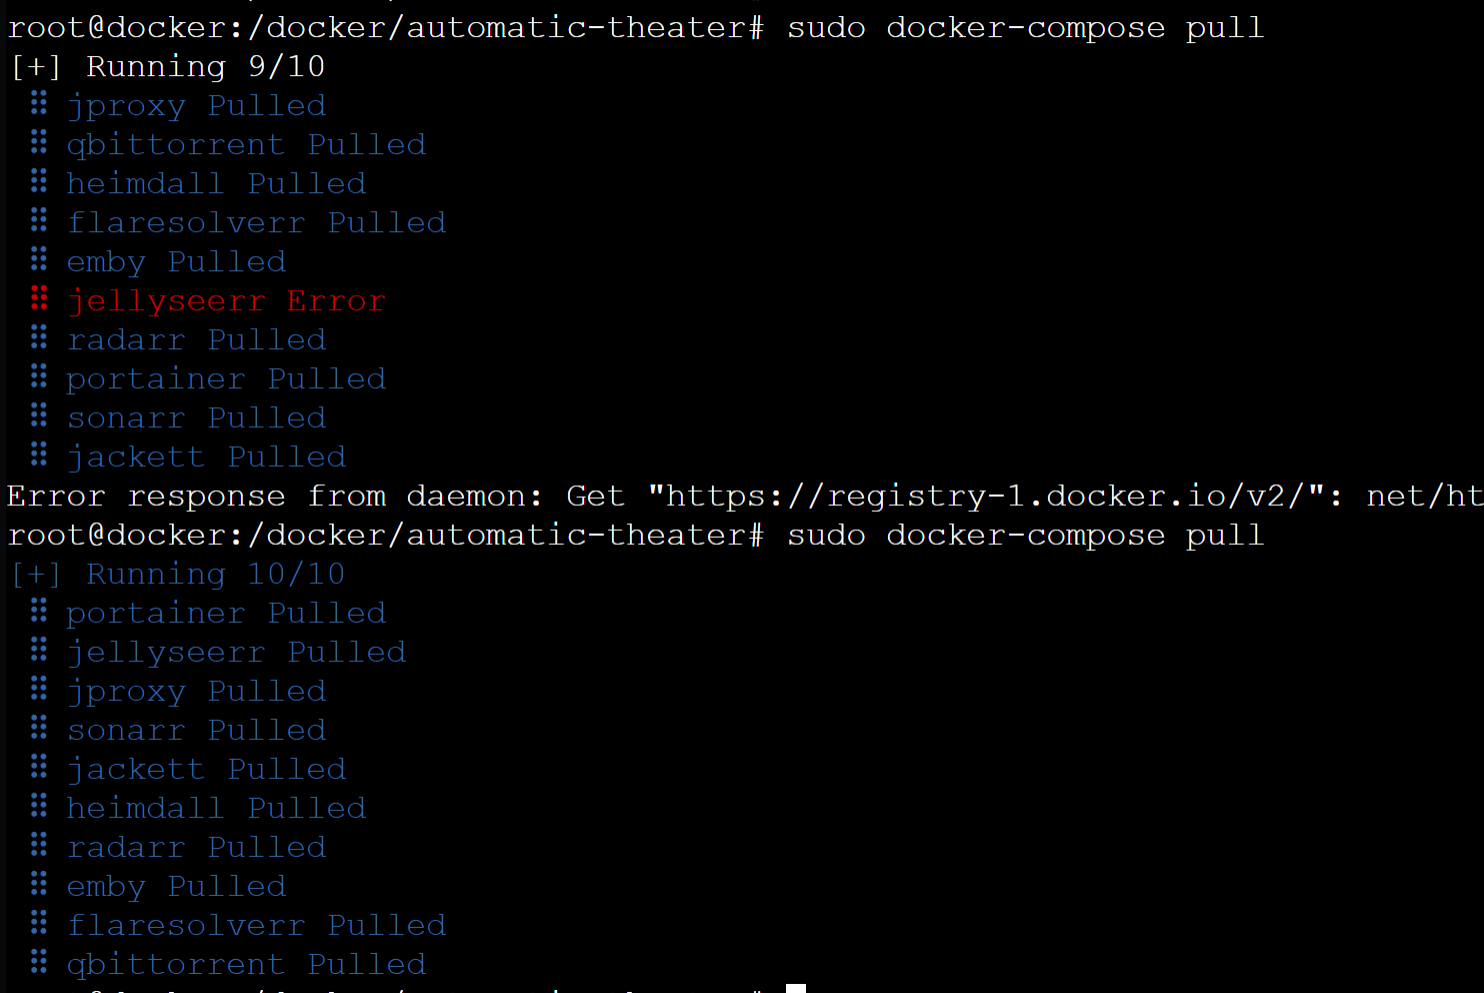 root@docker:/docker/automatic-theater# sudo docker-compose pull
[+] Running 9/10
⠿ jproxy Pulled
⠿ qbittorrent Pulled
⠿ heimdall Pulled
⠿ flaresolverr Pulled
⠿ emby Pulled
⠿ jellyseerr Error
⠿ radarr Pulled
⠿ portainer Pulled
⠿ sonarr Pulled
⠿ jackett Pulled
Error response from daemon: Get "https://registry-1.docker.io/v2/": net/ht
root@docker:/docker/automatic-theater# sudo docker-compose pull
[+] Running 10/10
⠿ portainer Pulled
⠿ jellyseerr Pulled
⠿ jproxy Pulled
⠿ sonarr Pulled
⠿ jackett Pulled
⠿ heimdall Pulled
⠿ radarr Pulled
⠿ emby Pulled
⠿ flaresolverr Pulled
⠿ qbittorrent Pulled